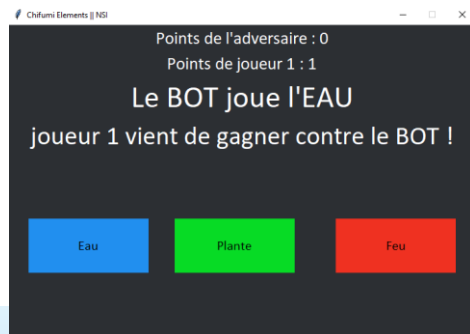 Chifumi Elements || NSI
Points de l'adversaire : 0
Points de joueur 1 : 1
Le BOT joue l'EAU
joueur 1 vient de gagner contre le BOT !
Eau Plante Feu